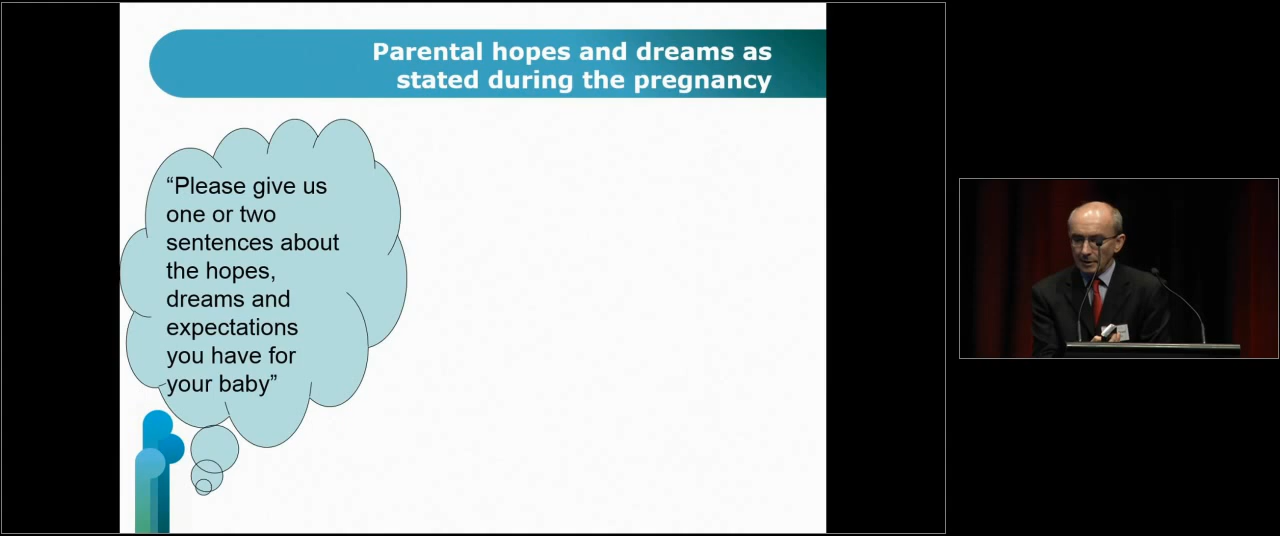 Parental hopes and dreams as
stated during the pregnancy
“Please give us
one or two
sentences about
the hopes,
dreams and
expectations
you have for
your baby”